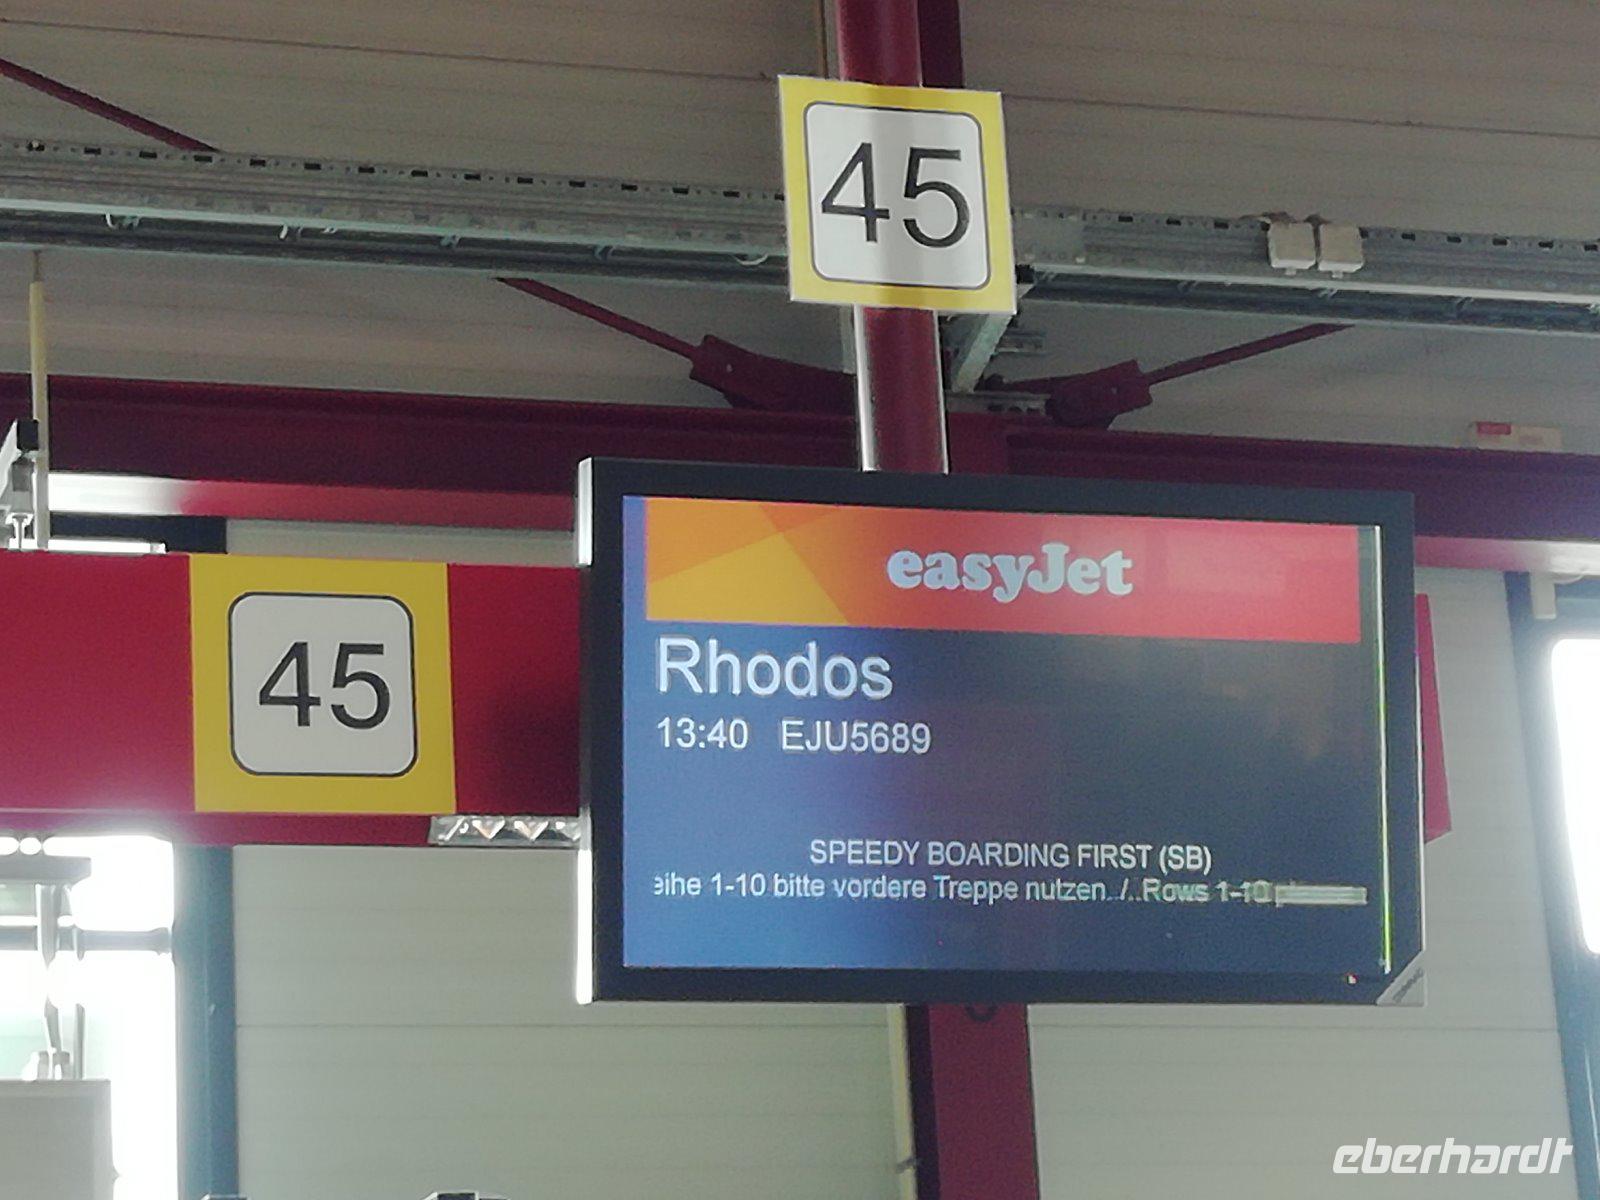 45
45
easyJet
Rhodos
13:40 EJU5689
SPEEDY BOARDING FIRST (SB)
eihe 1-10 bitte vordere Treppe nutzen../..Rows 1-10
eberhardt